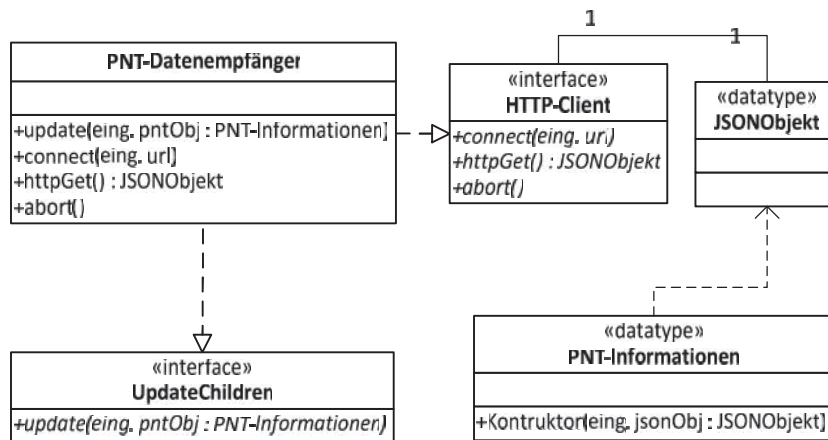 PNT-Datenempfänger
+update(eing. pntObj : PNT-Informationen)
+connect(eing. url)
+httpGet() : JSONObjekt
+abort()
1
1
«interface»
HTTP-Client
+connect(eing. url)
+httpGet() : JSONObjekt
+abort()
«datatype»
JSONObjekt
«interface»
UpdateChildren
+update(eing. pntObj : PNT-Informationen)
«datatype»
PNT-Informationen
+Kontruktor(eing. jsonObj : JSONObjekt)